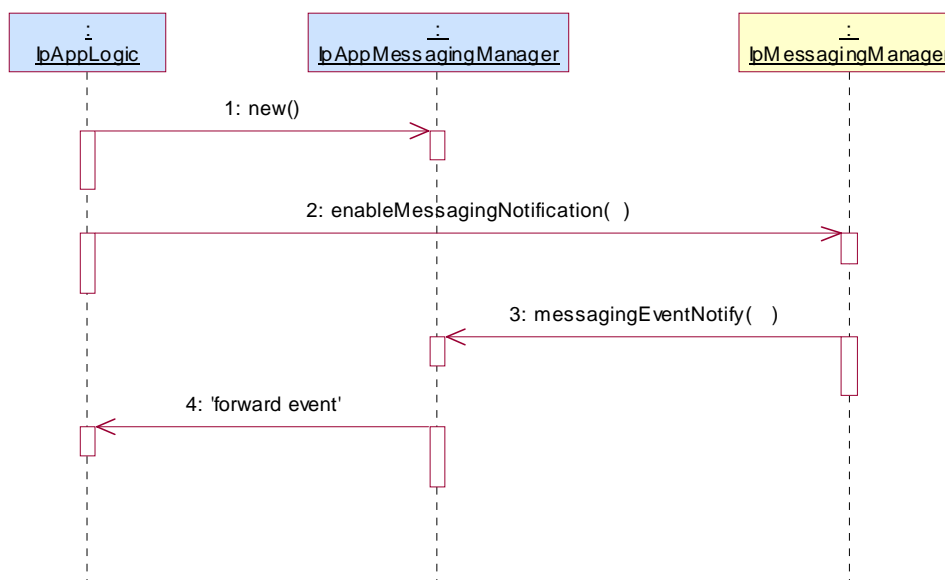 :
IpAppLogic
:
IpAppMessagingManager
:
IpMessagingManager
1: new()
2: enableMessagingNotification( )
3: messagingEventNotify( )
4: 'forward event'